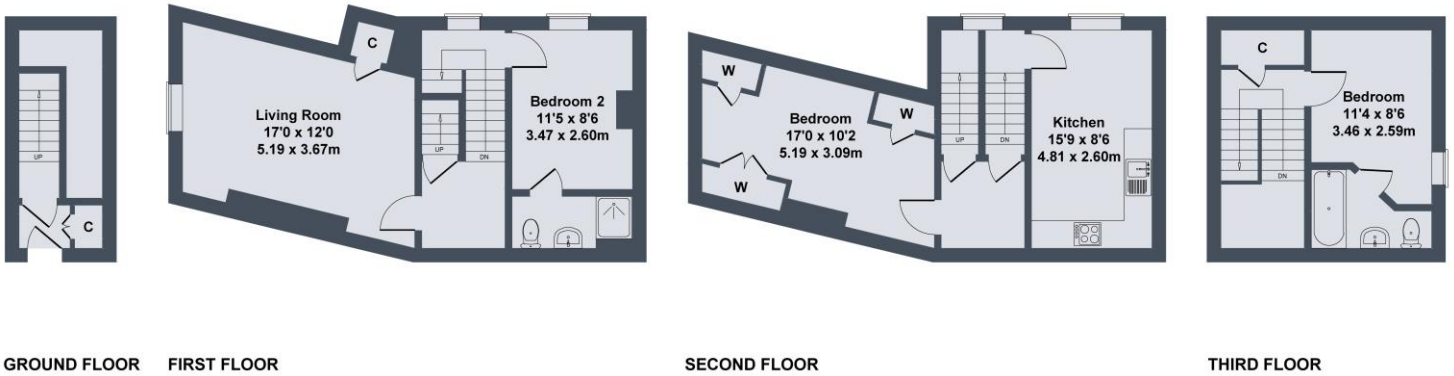 UP
C
GROUND FLOOR
C
Living Room
17'0 x 12'0
5.19 x 3.67m
UP
DN
Bedroom 2
11'5 x 8'6
3.47 x 2.60m
FIRST FLOOR
W
W
Bedroom
17'0 x 10'2
5.19 x 3.09m
W
UP
DN
Kitchen
15'9 x 8'6
4.81 x 2.60m
SECOND FLOOR
C
Bedroom
11'4 x 8'6
3.46 x 2.59m
DN
THIRD FLOOR